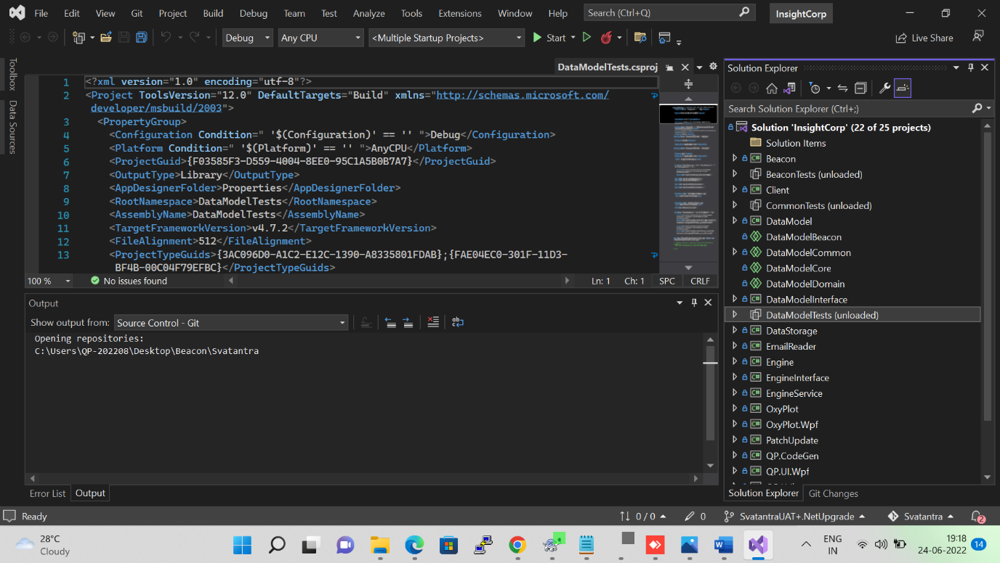 File Edit View Git Project Build Debug Team Test Analyze Tools Extensions Window Help Search (Ctrl+Q) InsightCorp
Debug Any CPU <Multiple Startup Projects> Start Live Share
Toolbox
Data Sources
DataModelTests.csproj
1 <?xml version="1.0" encoding="utf-8"?>
2 <Project ToolsVersion="12.0" DefaultTargets="Build" xmlns="http://schemas.microsoft.com/
developer/msbuild/2003">
3 <PropertyGroup>
4 <Configuration Condition=" '$(Configuration)' == '' ">Debug</Configuration>
5 <Platform Condition=" '$(Platform)' == '' ">AnyCPU</Platform>
6 <ProjectGuid>{F03585F3-D559-4004-8EE0-95C1A5B0B7A7}</ProjectGuid>
7 <OutputType>Library</OutputType>
8 <AppDesignerFolder>Properties</AppDesignerFolder>
9 <RootNamespace>DataModelTests</RootNamespace>
10 <AssemblyName>DataModelTests</AssemblyName>
11 <TargetFrameworkVersion>v4.7.2</TargetFrameworkVersion>
12 <FileAlignment>512</FileAlignment>
13 <ProjectTypeGuids>{3AC096D0-A1C2-E12C-1390-A8335801FDAB};{FAE04EC0-301F-11D3-
BF4B-00C04F79EFBC}</ProjectTypeGuids>
100 % No issues found Ln: 1 Ch: 1 SPC CRLF
Output
Show output from: Source Control - Git
Opening repositories:
C:\Users\QP-202208\Desktop\Beacon\Svatantra
Error List Output
Solution Explorer
Search Solution Explorer (Ctrl+;)
Solution 'InsightCorp' (22 of 25 projects)
Solution Items
Beacon
BeaconTests (unloaded)
Client
CommonTests (unloaded)
DataModel
DataModelBeacon
DataModelCommon
DataModelCore
DataModelDomain
DataModelInterface
DataModelTests (unloaded)
DataStorage
EmailReader
Engine
EngineInterface
EngineService
OxyPlot
OxyPlot.Wpf
PatchUpdate
QP.CodeGen
QP.UI.Wpf
Solution Explorer Git Changes
Ready 0 / 0 0 SvatantraUAT+.NetUpgrade Svatantra 2
28°C
Cloudy
ENG
IN
19:18
24-06-2022
14